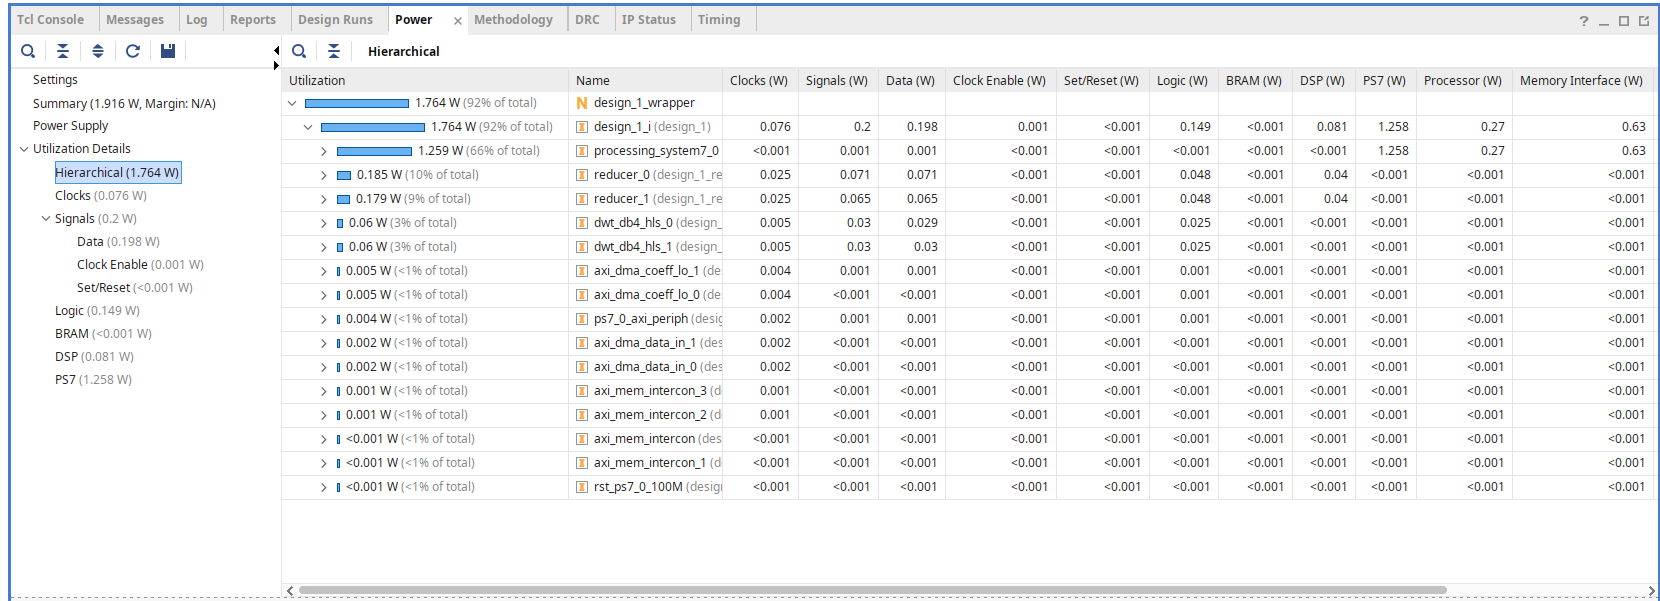 Tcl Console Messages Log Reports Design Runs Power × Methodology DRC IP Status Timing ?
Hierarchical
Settings
Summary (1.916 W, Margin: N/A)
Power Supply
Utilization Details
Hierarchical (1.764 W)
Clocks (0.076 W)
Signals (0.2 W)
Data (0.198 W)
Clock Enable (0.001 W)
Set/Reset (<0.001 W)
Logic (0.149 W)
BRAM (<0.001 W)
DSP (0.081 W)
PS7 (1.258 W)
Utilization Name Clocks (W) Signals (W) Data (W) Clock Enable (W) Set/Reset (W) Logic (W) BRAM (W) DSP (W) PS7 (W) Processor (W) Memory Interface (W)
1.764 W (92% of total) N design_1_wrapper
1.764 W (92% of total) I design_1_i (design_1) 0.076 0.2 0.198 0.001 <0.001 0.149 <0.001 0.081 1.258 0.27 0.63
1.259 W (66% of total) I processing_system7_0 <0.001 0.001 0.001 <0.001 <0.001 <0.001 <0.001 <0.001 1.258 0.27 0.63
0.185 W (10% of total) I reducer_0 (design_1_re 0.025 0.071 0.071 <0.001 <0.001 0.048 <0.001 0.04 <0.001 <0.001 <0.001
0.179 W (9% of total) I reducer_1 (design_1_re 0.025 0.065 0.065 <0.001 <0.001 0.048 <0.001 0.04 <0.001 <0.001 <0.001
0.06 W (3% of total) I dwt_db4_hls_0 (design_ 0.005 0.03 0.029 <0.001 <0.001 0.025 <0.001 <0.001 <0.001 <0.001 <0.001
0.06 W (3% of total) I dwt_db4_hls_1 (design_ 0.005 0.03 0.03 <0.001 <0.001 0.025 <0.001 <0.001 <0.001 <0.001 <0.001
0.005 W (<1% of total) I axi_dma_coeff_lo_1 (de 0.004 0.001 0.001 <0.001 <0.001 0.001 <0.001 <0.001 <0.001 <0.001 <0.001
0.005 W (<1% of total) I axi_dma_coeff_lo_0 (de 0.004 <0.001 <0.001 <0.001 <0.001 0.001 <0.001 <0.001 <0.001 <0.001 <0.001
0.004 W (<1% of total) I ps7_0_axi_periph (desig 0.002 0.001 0.001 <0.001 <0.001 0.001 <0.001 <0.001 <0.001 <0.001 <0.001
0.002 W (<1% of total) I axi_dma_data_in_1 (des 0.002 <0.001 <0.001 <0.001 <0.001 <0.001 <0.001 <0.001 <0.001 <0.001 <0.001
0.002 W (<1% of total) I axi_dma_data_in_0 (des 0.002 <0.001 <0.001 <0.001 <0.001 <0.001 <0.001 <0.001 <0.001 <0.001 <0.001
0.001 W (<1% of total) I axi_mem_intercon_3 (d 0.001 <0.001 <0.001 <0.001 <0.001 <0.001 <0.001 <0.001 <0.001 <0.001 <0.001
0.001 W (<1% of total) I axi_mem_intercon_2 (d 0.001 <0.001 <0.001 <0.001 <0.001 <0.001 <0.001 <0.001 <0.001 <0.001 <0.001
<0.001 W (<1% of total) I axi_mem_intercon (des <0.001 <0.001 <0.001 <0.001 <0.001 <0.001 <0.001 <0.001 <0.001 <0.001 <0.001
<0.001 W (<1% of total) I axi_mem_intercon_1 (d <0.001 <0.001 <0.001 <0.001 <0.001 <0.001 <0.001 <0.001 <0.001 <0.001 <0.001
<0.001 W (<1% of total) I rst_ps7_0_100M (desig <0.001 <0.001 <0.001 <0.001 <0.001 <0.001 <0.001 <0.001 <0.001 <0.001 <0.001